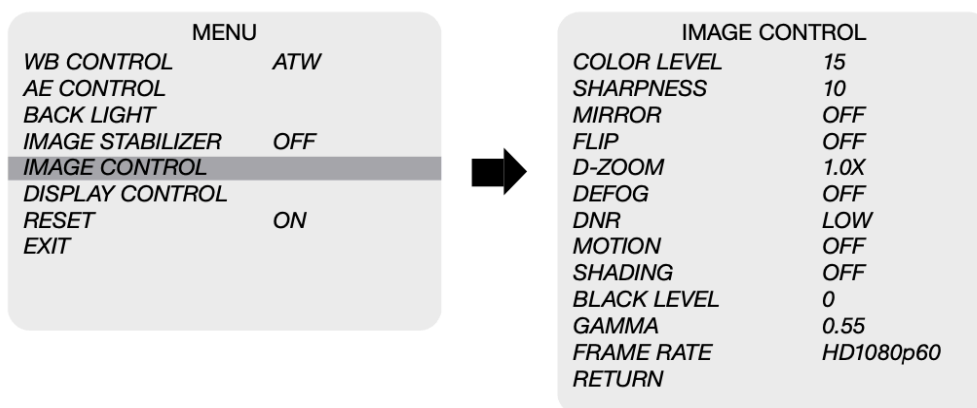 MENU
WB CONTROL ATW
AE CONTROL
BACK LIGHT
IMAGE STABILIZER OFF
IMAGE CONTROL
DISPLAY CONTROL
RESET ON
EXIT
IMAGE CONTROL
COLOR LEVEL 15
SHARPNESS 10
MIRROR OFF
FLIP OFF
D-ZOOM 1.0X
DEFOG OFF
DNR LOW
MOTION OFF
SHADING OFF
BLACK LEVEL 0
GAMMA 0.55
FRAME RATE HD1080p60
RETURN